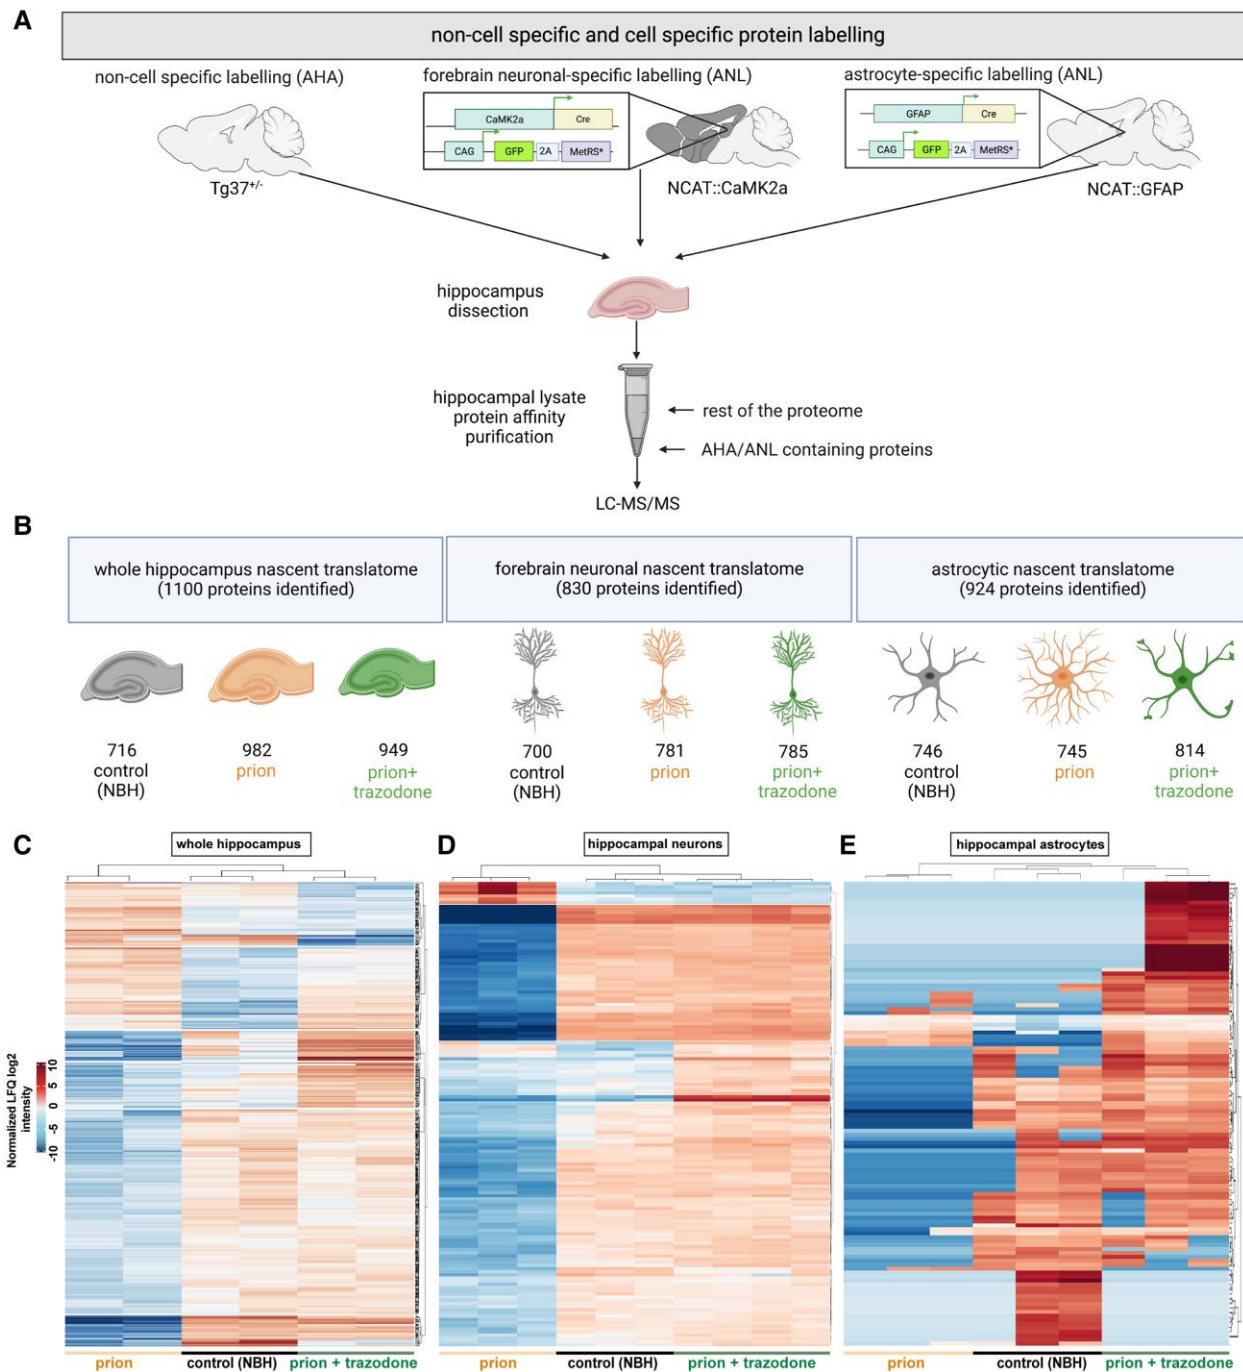 A
non-cell specific and cell specific protein labelling
non-cell specific labelling (AHA)
forebrain neuronal-specific labelling (ANL)
astrocyte-specific labelling (ANL)
CaMK2a Cre
CAG GFP 2A MetRS*
GFAP Cre
CAG GFP 2A MetRS*
Tg37+/-
NCAT::CaMK2a
NCAT::GFAP
hippocampus
dissection
hippocampal lysate
protein affinity
purification
rest of the proteome
AHA/ANL containing proteins
LC-MS/MS
B
whole hippocampus nascent translatome
(1100 proteins identified)
forebrain neuronal nascent translatome
(830 proteins identified)
astrocytic nascent translatome
(924 proteins identified)
716
control
(NBH)
982
prion
949
prion+
trazodone
700
control
(NBH)
781
prion
785
prion+
trazodone
746
control
(NBH)
745
prion
814
prion+
trazodone
C
whole hippocampus
D
hippocampal neurons
E
hippocampal astrocytes
Normalized LFQ log2
intensity
10
5
0
-5
-10
prion control (NBH) prion + trazodone
prion control (NBH) prion + trazodone
prion control (NBH) prion + trazodone